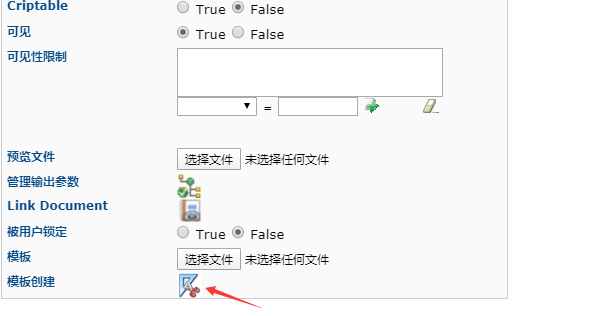 Criptable
True False
可见
True False
可见性限制
=
预览文件
选择文件 未选择任何文件
管理输出参数
Link Document
被用户锁定
True False
模板
选择文件 未选择任何文件
模板创建